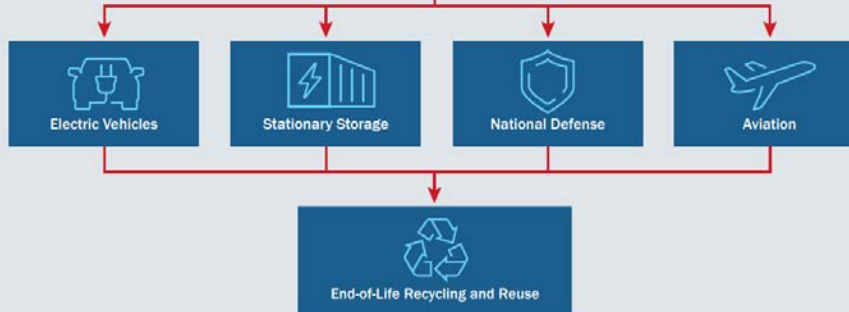 Electric Vehicles
Stationary Storage
National Defense
Aviation
End-of-Life Recycling and Reuse